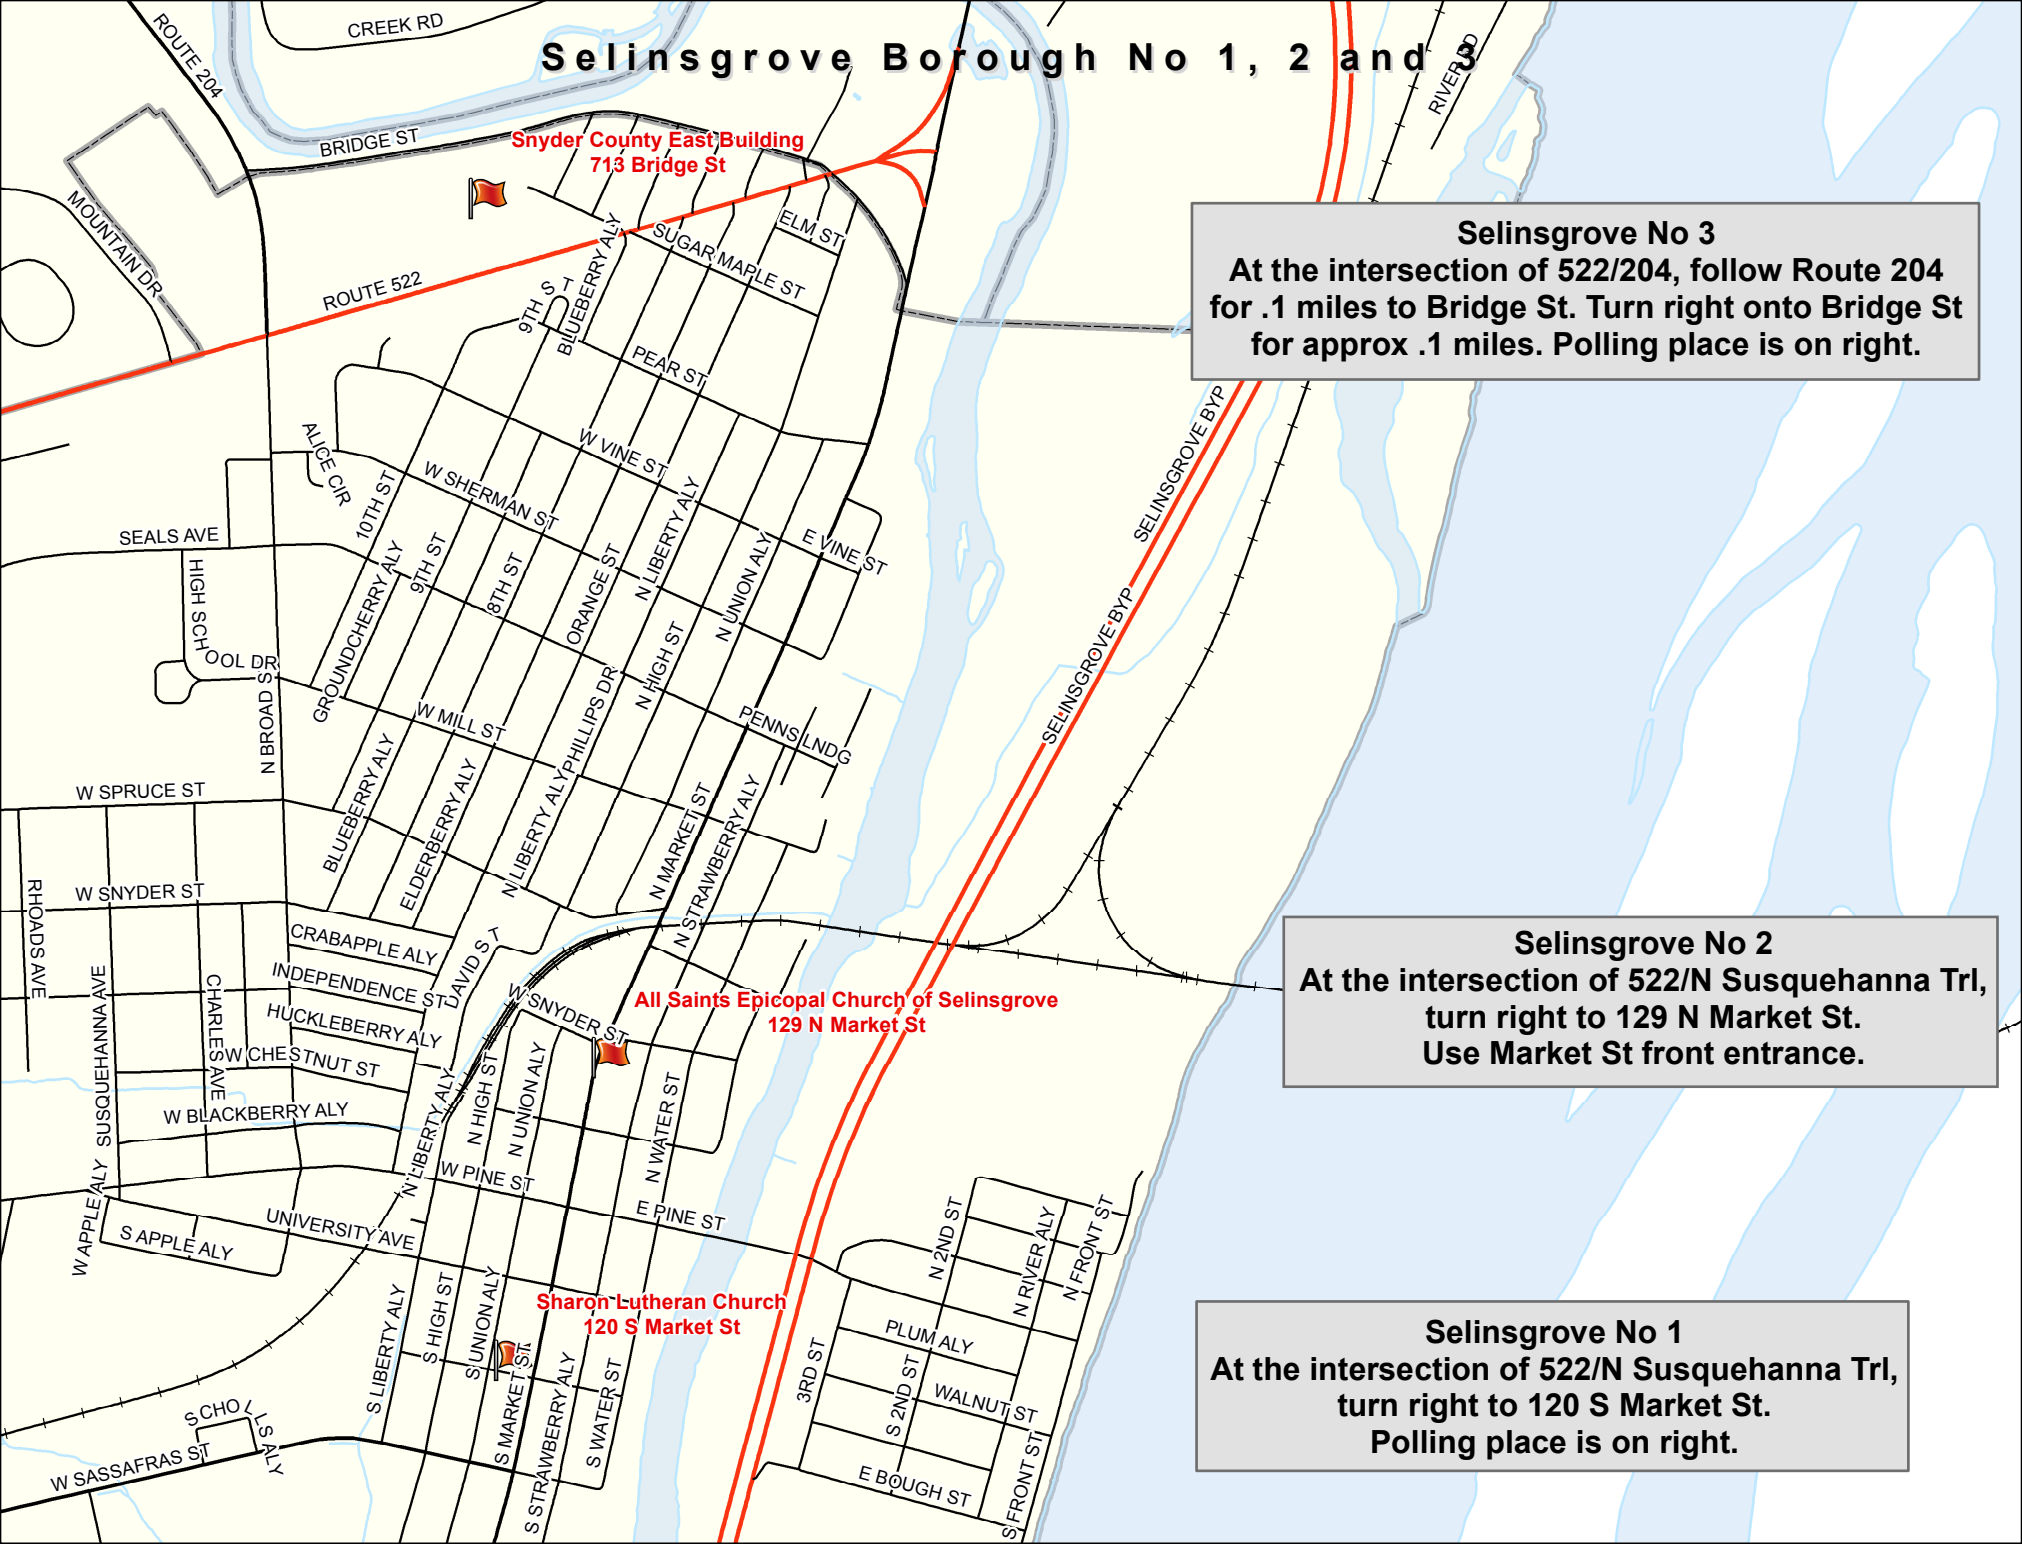 Selinsgrove Borough No 1, 2 and 3
CREEK RD
ROUTE 204
RIVER RD
BRIDGE ST
Snyder County East Building
713 Bridge St
MOUNTAIN DR
ROUTE 522
BLUEBERRY ALY
ELM ST
SUGAR MAPLE ST
9TH ST
PEAR ST
Selinsgrove No 3
At the intersection of 522/204, follow Route 204
for .1 miles to Bridge St. Turn right onto Bridge St
for approx .1 miles. Polling place is on right.
SELINSGROVE BYP
ALICE CIR
W VINE ST
W SHERMAN ST
10TH ST
SEALS AVE
E VINE ST
N LIBERTY ALY
N UNION ALY
GROUNDCHERRY ALY
9TH ST
8TH ST
ORANGE ST
HIGH SCHOOL DR
N HIGH ST
SELINSGROVE BYP
N BROAD ST
W MILL ST
PHILLIPS DR
PENNS LNDG
W SPRUCE ST
BLUEBERRY ALY
ELDERBERRY ALY
N LIBERTY ALY
N MARKET ST
N STRAWBERRY ALY
W SNYDER ST
RHOADS AVE
CRABAPPLE ALY
DAVID ST
INDEPENDENCE ST
SUSQUEHANNA AVE
CHARLES AVE
HUCKLEBERRY ALY
W SNYDER ST
All Saints Epicopal Church of Selinsgrove
129 N Market St
Selinsgrove No 2
At the intersection of 522/N Susquehanna Trl,
turn right to 129 N Market St.
Use Market St front entrance.
W CHESTNUT ST
W BLACKBERRY ALY
N LIBERTY ALY
N HIGH ST
N UNION ALY
N WATER ST
W PINE ST
W APPLE ALY
S APPLE ALY
UNIVERSITY AVE
E PINE ST
N 2ND ST
N RIVER ALY
N FRONT ST
Sharon Lutheran Church
120 S Market St
S LIBERTY ALY
S HIGH ST
S UNION ALY
S MARKET ST
S STRAWBERRY ALY
S WATER ST
3RD ST
PLUM ALY
S 2ND ST
WALNUT ST
Selinsgrove No 1
At the intersection of 522/N Susquehanna Trl,
turn right to 120 S Market St.
Polling place is on right.
SCHOLLS ALY
W SASSAFRAS ST
E BOUGH ST
S FRONT ST